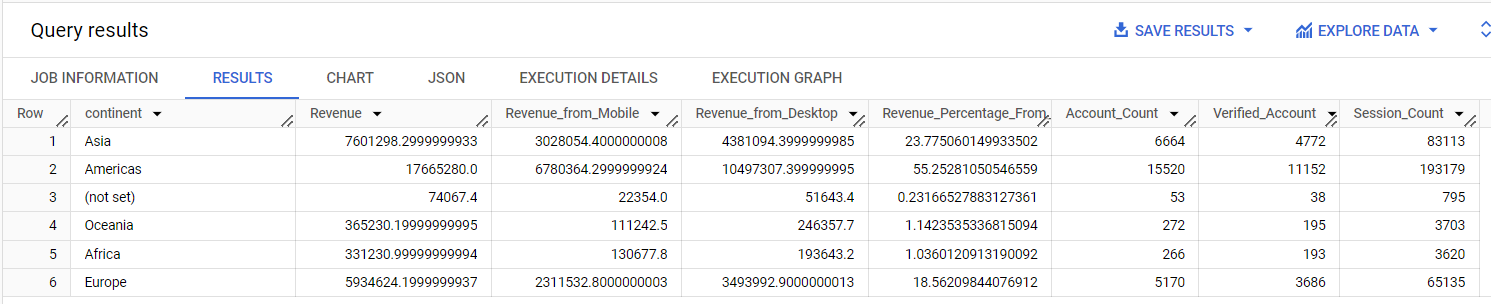 Query results
SAVE RESULTS
EXPLORE DATA
JOB INFORMATION RESULTS CHART JSON EXECUTION DETAILS EXECUTION GRAPH
Row continent Revenue Revenue_from_Mobile Revenue_from_Desktop Revenue_Percentage_From_ Account_Count Verified_Account Session_Count
1 Asia 7601298.2999999933 3028054.4000000008 4381094.3999999985 23.775060149933502 6664 4772 83113
2 Americas 17665280.0 6780364.2999999924 10497307.399999995 55.25281050546559 15520 11152 193179
3 (not set) 74067.4 22354.0 51643.4 0.23166527883127361 53 38 795
4 Oceania 365230.19999999995 111242.5 246357.7 1.1423535336815094 272 195 3703
5 Africa 331230.99999999994 130677.8 193643.2 1.0360120913190092 266 193 3620
6 Europe 5934624.1999999937 2311532.8000000003 3493992.9000000013 18.56209844076912 5170 3686 65135